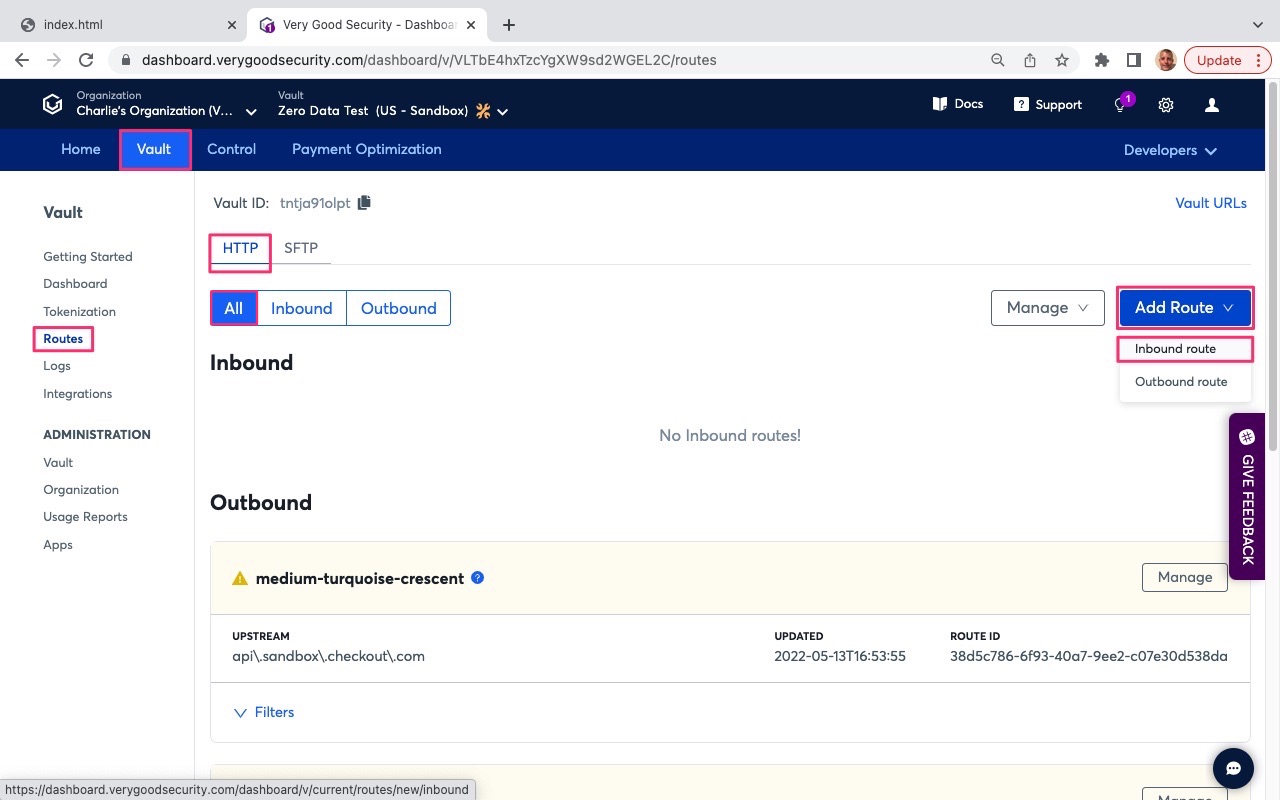 index.html
Very Good Security - Dashboar
dashboard.verygoodsecurity.com/dashboard/v/VLTbE4hxTzcYgXW9sd2WGEL2C/routes
Update
Organization
Charlie's Organization (V...
Vault
Zero Data Test (US - Sandbox)
Docs
Support
1
Home
Vault
Control
Payment Optimization
Developers
Vault
Getting Started
Dashboard
Tokenization
Routes
Logs
Integrations
ADMINISTRATION
Vault
Organization
Usage Reports
Apps
Vault ID: tntja91olpt
Vault URLs
HTTP
SFTP
All
Inbound
Outbound
Manage
Add Route
Inbound route
Outbound route
Inbound
No Inbound routes!
GIVE FEEDBACK
Outbound
medium-turquoise-crescent
Manage
UPSTREAM
api\.sandbox\.checkout\.com
UPDATED
2022-05-13T16:53:55
ROUTE ID
38d5c786-6f93-40a7-9ee2-c07e30d538da
Filters
Manage
https://dashboard.verygoodsecurity.com/dashboard/v/current/routes/new/inbound